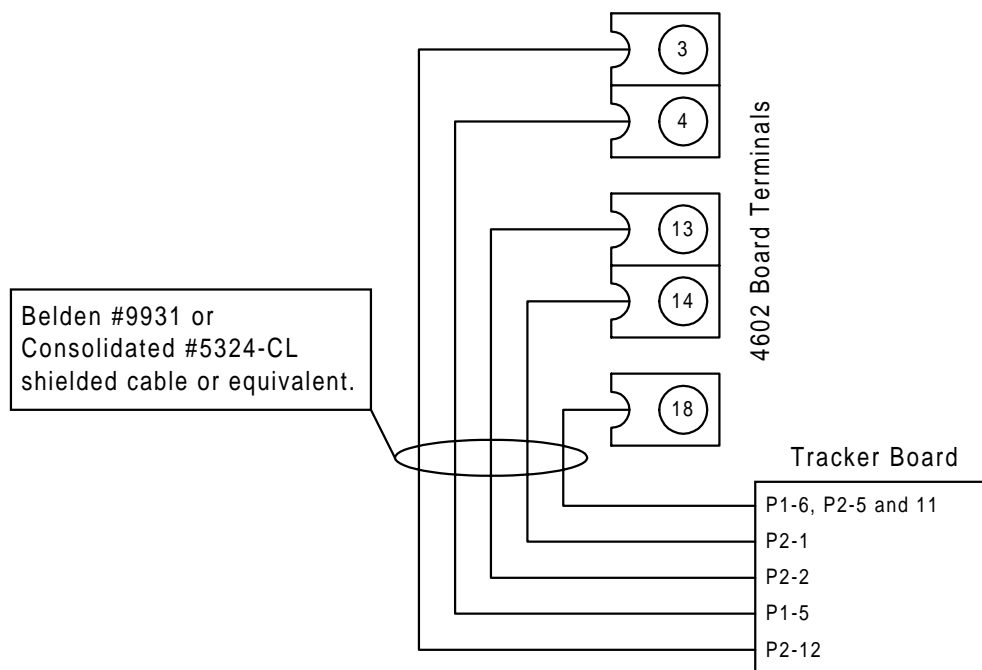 3
4
13
14
18
4602 Board Terminals
Belden #9931 or
Consolidated #5324-CL
shielded cable or equivalent.
Tracker Board
P1-6, P2-5 and 11
P2-1
P2-2
P1-5
P2-12